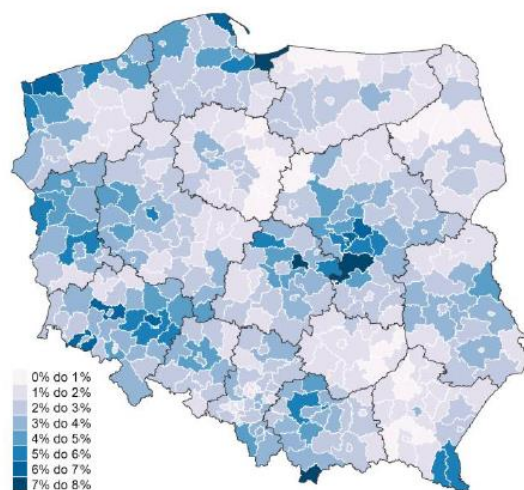 0% do 1%
1% do 2%
2% do 3%
3% do 4%
4% do 5%
5% do 6%
6% do 7%
7% do 8%